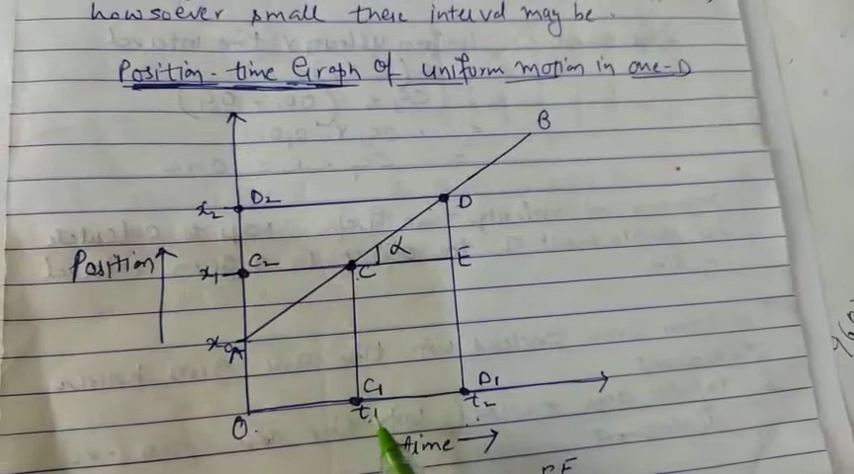 howsoever small these interval may be.
Position-time Graph of uniform motion in one-D
B
x2 D2 D
Position x1 C2 C α E
x0 A
C1 D1
O t1 t2
time